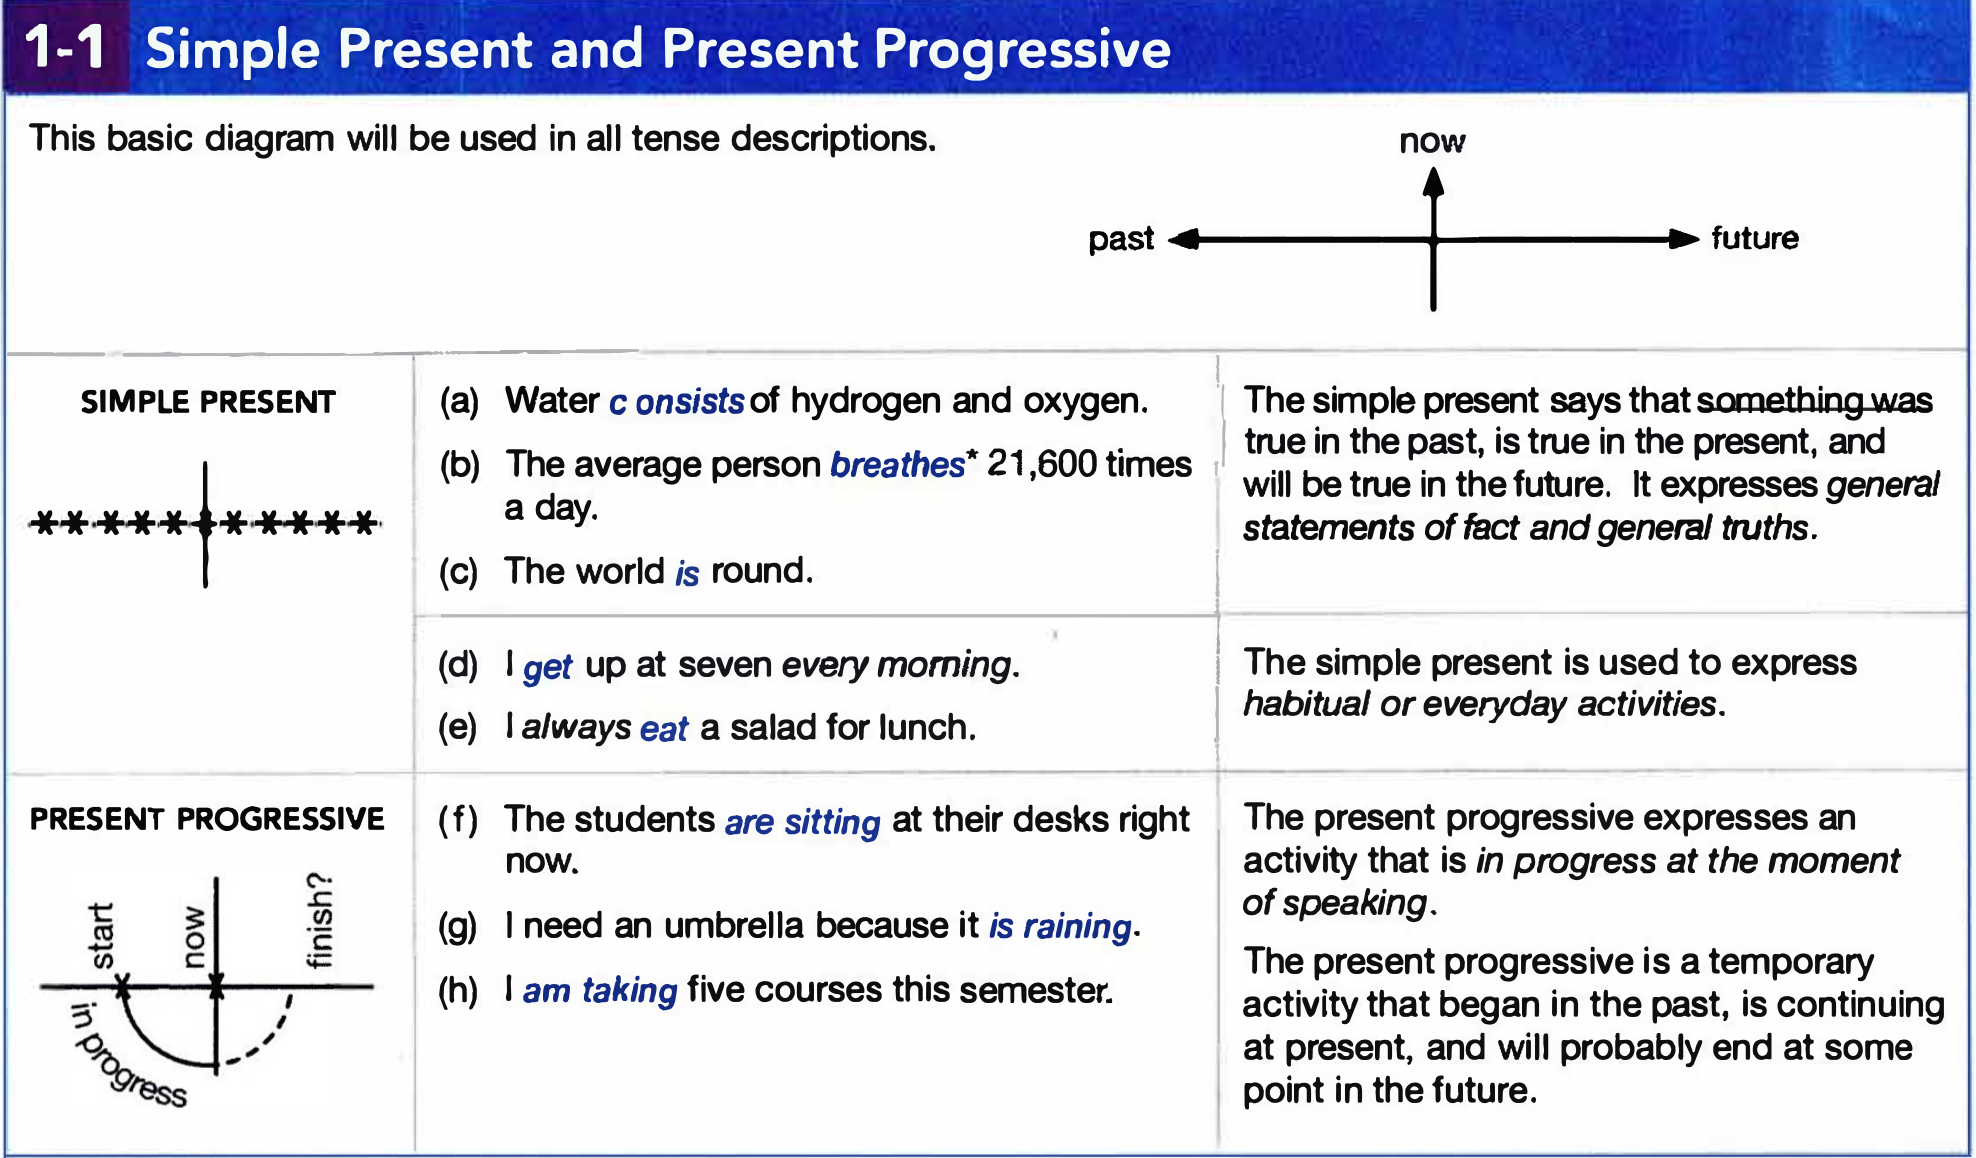 1-1 Simple Present and Present Progressive
This basic diagram will be used in all tense descriptions.
now
past
future
SIMPLE PRESENT
(a) Water c onsists of hydrogen and oxygen.
(b) The average person breathes* 21,600 times
a day.
(c) The world is round.
The simple present says that something was
true in the past, is true in the present, and
will be true in the future. It expresses general
statements of fact and general truths.
(d) I get up at seven every morning.
(e) I always eat a salad for lunch.
The simple present is used to express
habitual or everyday activities.
PRESENT PROGRESSIVE
start
now
finish?
in progress
(f) The students are sitting at their desks right
now.
(g) I need an umbrella because it is raining.
(h) I am taking five courses this semester.
The present progressive expresses an
activity that is in progress at the moment
of speaking.
The present progressive is a temporary
activity that began in the past, is continuing
at present, and will probably end at some
point in the future.